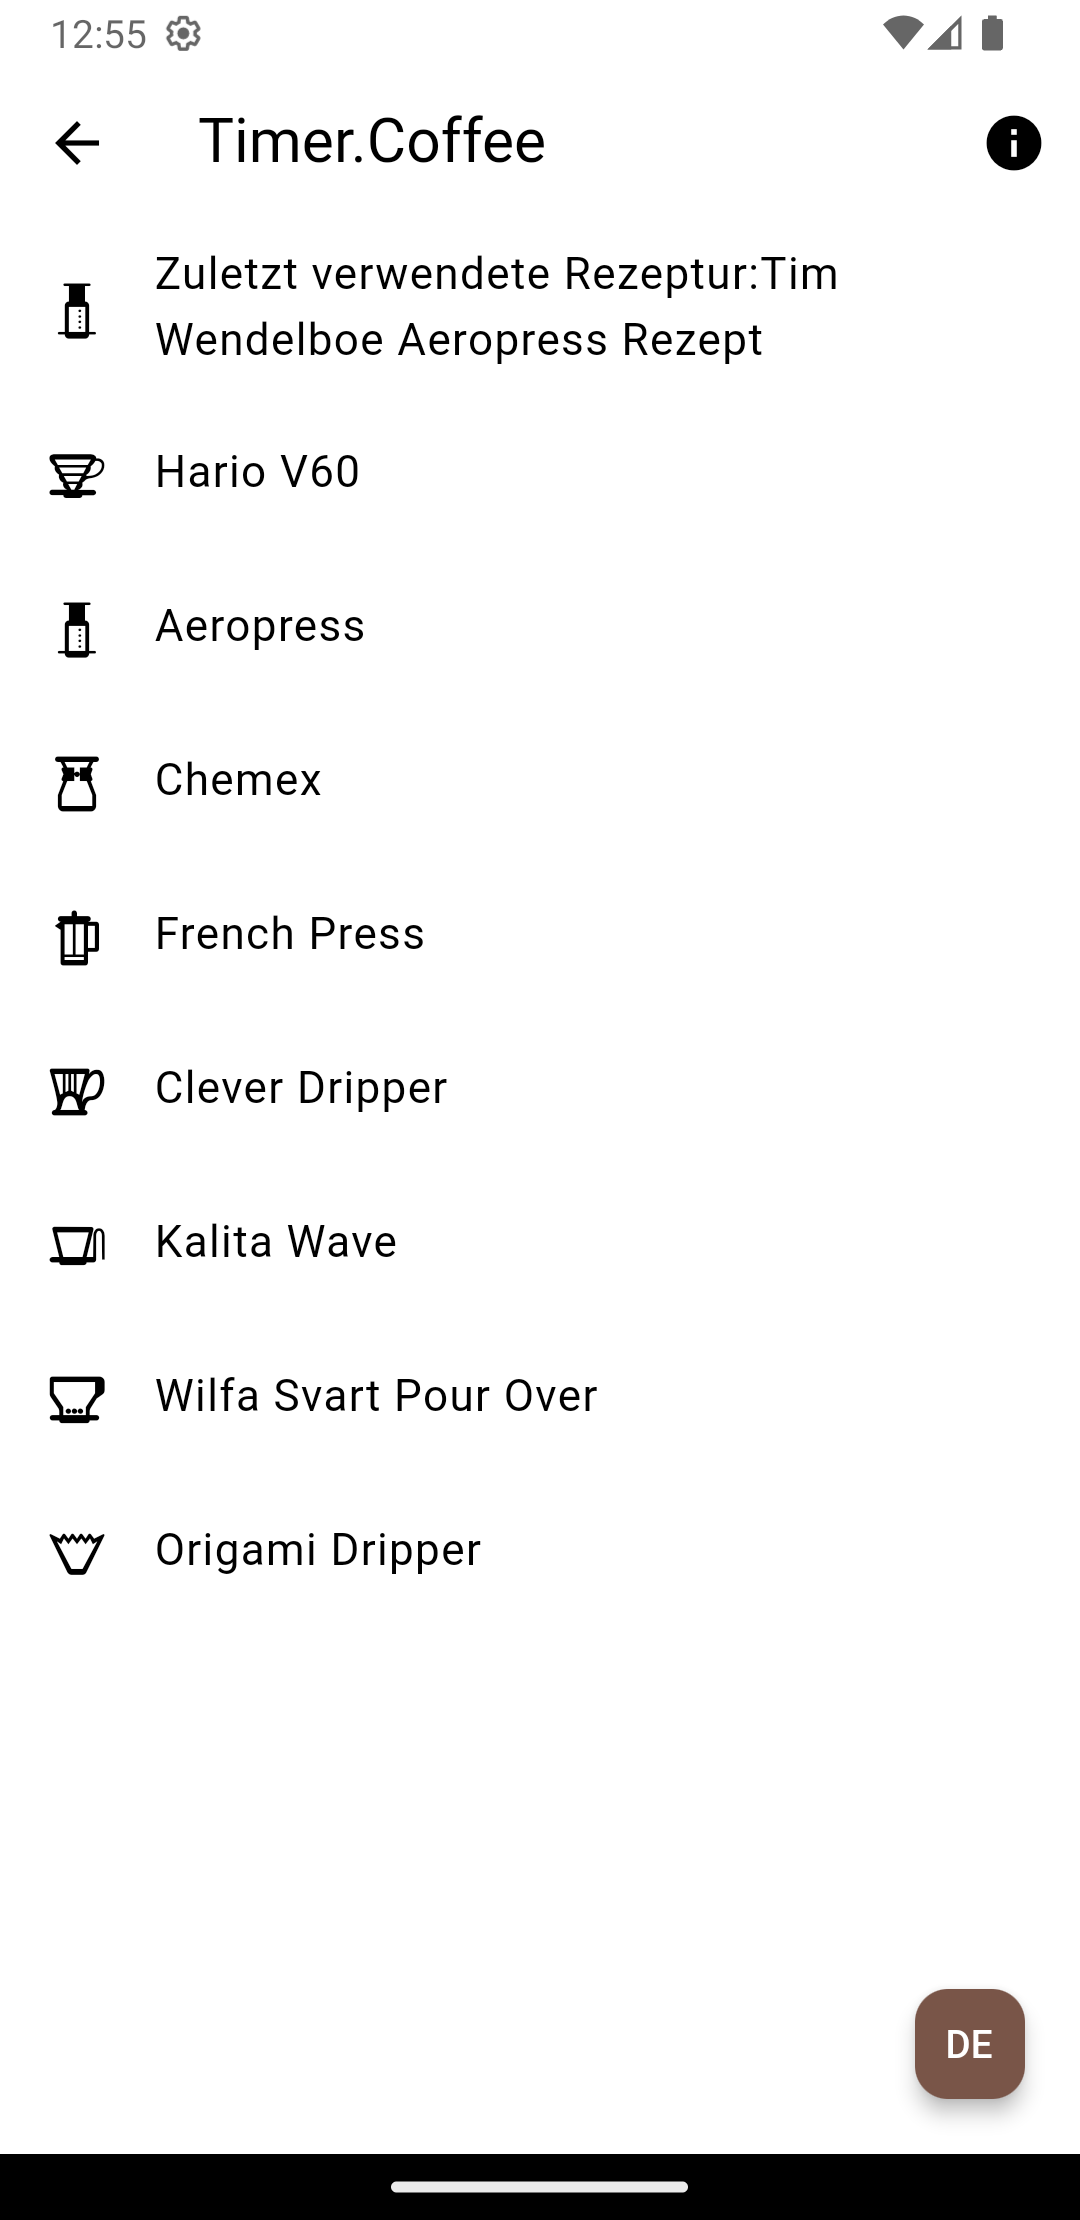 12:55
Timer.Coffee
Zuletzt verwendete Rezeptur:Tim
Wendelboe Aeropress Rezept
Hario V60
Aeropress
Chemex
French Press
Clever Dripper
Kalita Wave
Wilfa Svart Pour Over
Origami Dripper
DE